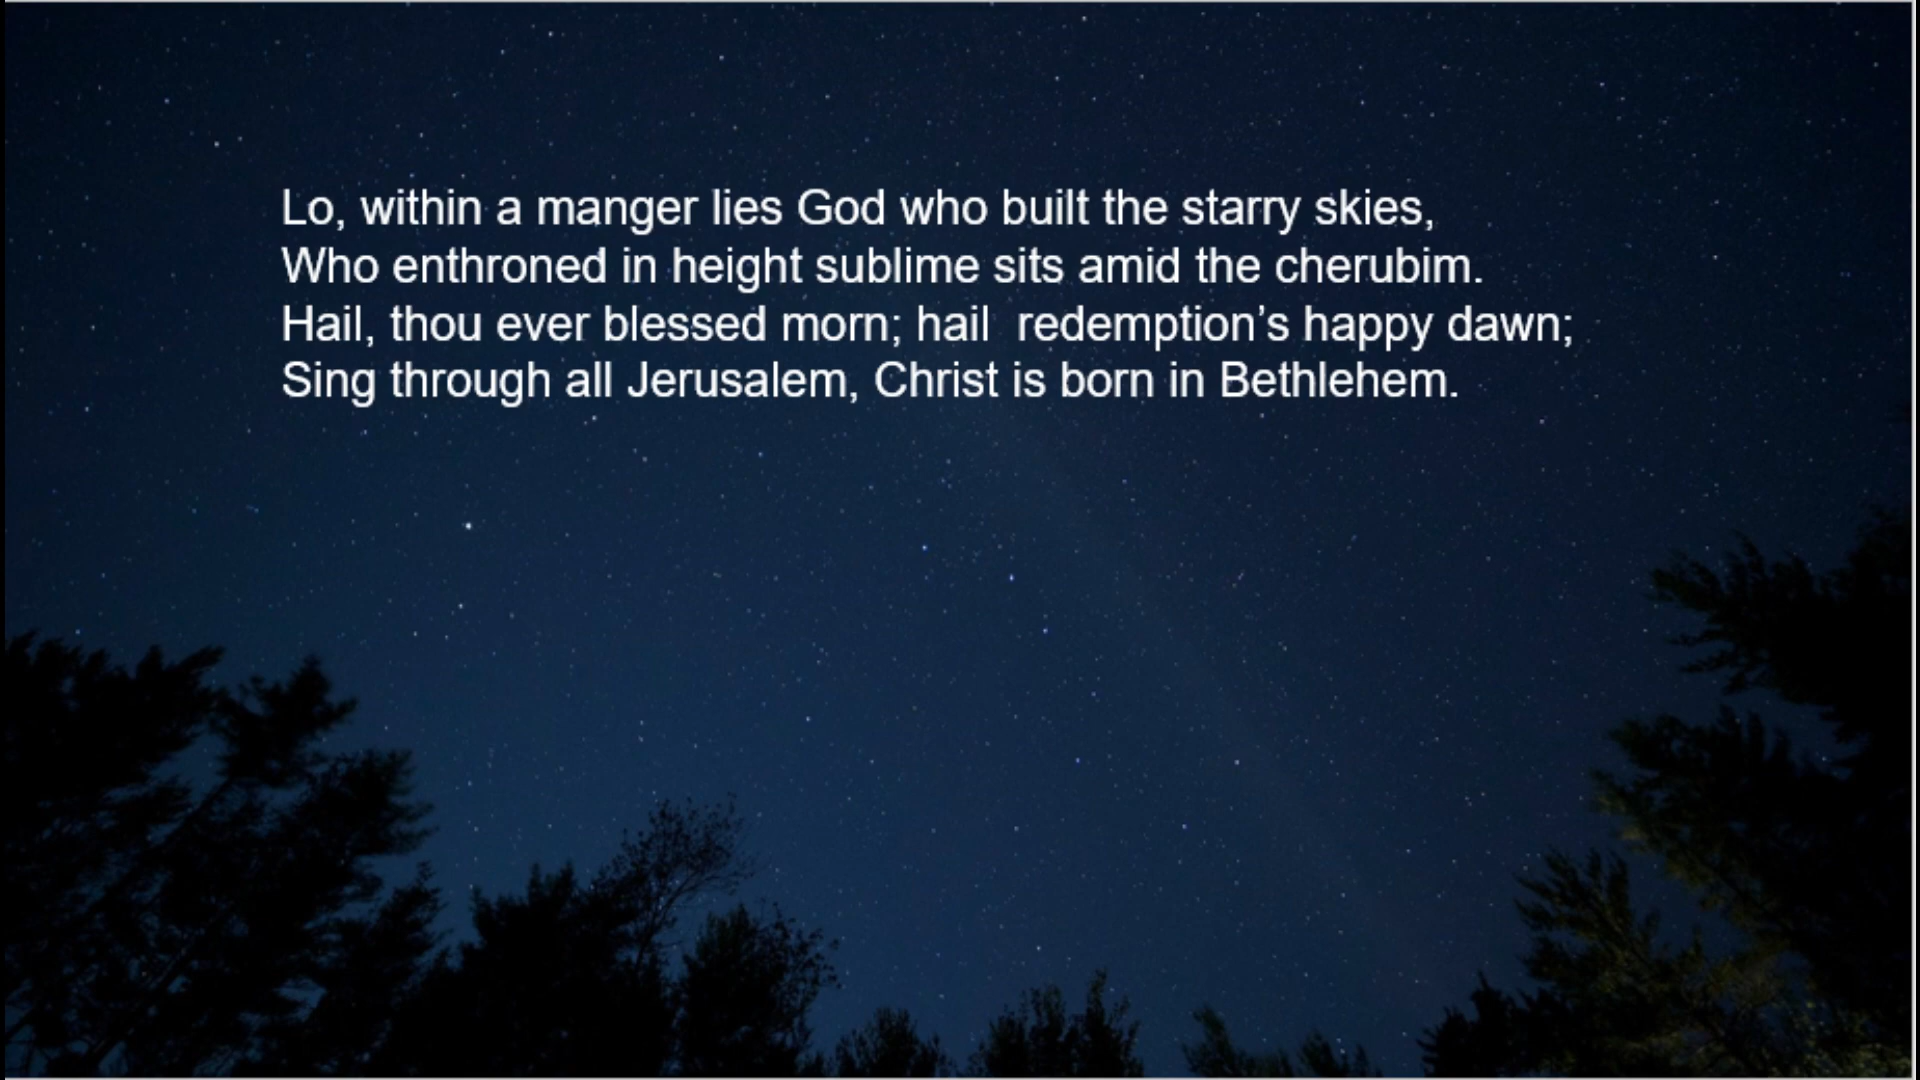 Lo, within a manger lies God who built the starry skies,
Who enthroned in height sublime sits amid the cherubim.
Hail, thou ever blessed morn; hail  redemption’s happy dawn;
Sing through all Jerusalem, Christ is born in Bethlehem.